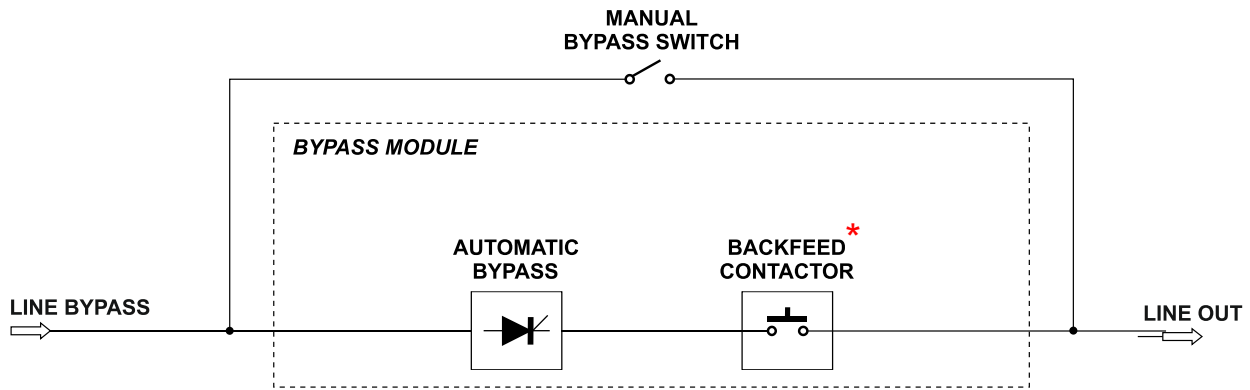 MANUAL
BYPASS SWITCH
BYPASS MODULE
AUTOMATIC
BYPASS
BACKFEED*
CONTACTOR
LINE BYPASS
LINE OUT